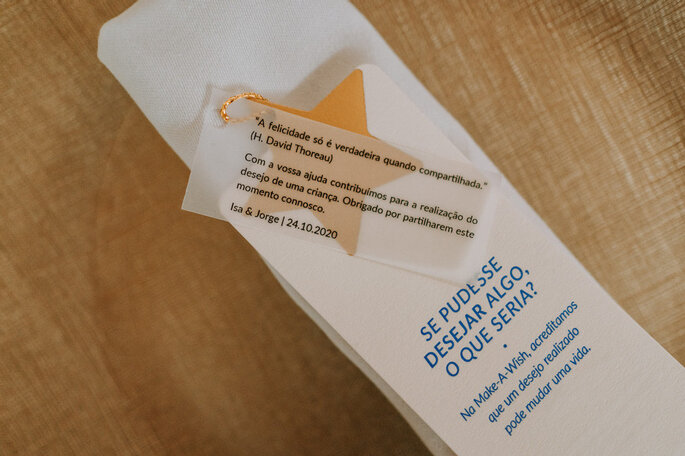 "A felicidade só é verdadeira quando compartilhada."
(H. David Thoreau)
Com a vossa ajuda contribuímos para a realização do
desejo de uma criança. Obrigado por partilharem este
momento connosco.
Isa & Jorge | 24.10.2020
SE PUDESSE
DESEJAR ALGO,
O QUE SERIA?
Na Make-A-Wish, acreditamos
que um desejo realizado
pode mudar uma vida.